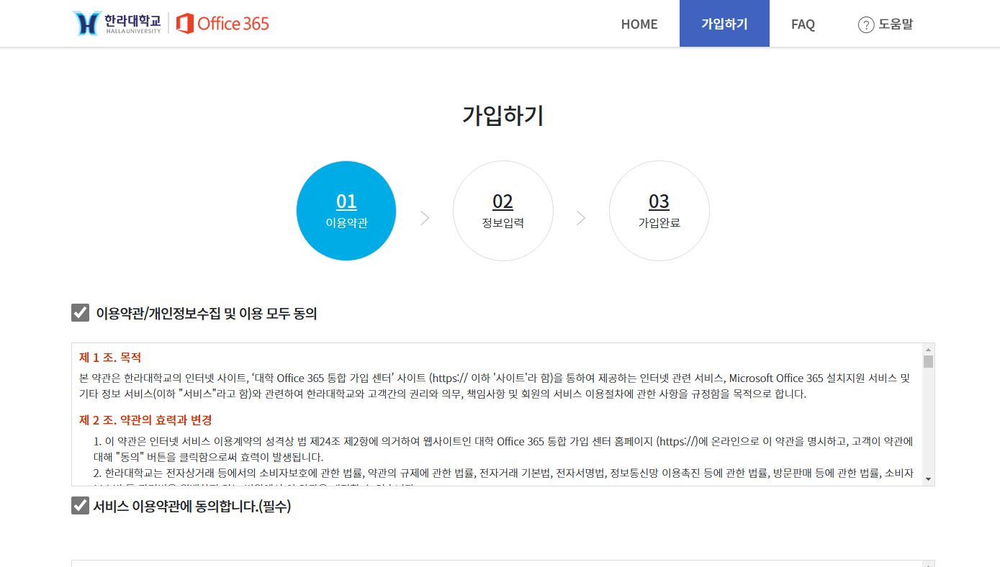 한라대학교
HALLA UNIVERSITY
Office 365
HOME
가입하기
FAQ
? 도움말
가입하기
01
이용약관
02
정보입력
03
가입완료
이용약관/개인정보수집 및 이용 모두 동의
제 1 조. 목적
본 약관은 한라대학교의 인터넷 사이트, ‘대학 Office 365 통합 가입 센터’ 사이트 (https:// 이하 '사이트'라 함)을 통하여 제공하는 인터넷 관련 서비스, Microsoft Office 365 설치지원 서비스 및
기타 정보 서비스(이하 "서비스"라고 함)와 관련하여 한라대학교와 고객간의 권리와 의무, 책임사항 및 회원의 서비스 이용절차에 관한 사항을 규정함을 목적으로 합니다.
제 2 조. 약관의 효력과 변경
1. 이 약관은 인터넷 서비스 이용계약의 성격상 법 제24조 제2항에 의거하여 웹사이트인 대학 Office 365 통합 가입 센터 홈페이지 (https://)에 온라인으로 이 약관을 명시하고, 고객이 약관에
대해 "동의" 버튼을 클릭함으로써 효력이 발생됩니다.
2. 한라대학교는 전자상거래 등에서의 소비자보호에 관한 법률, 약관의 규제에 관한 법률, 전자거래 기본법, 전자서명법, 정보통신망 이용촉진 등에 관한 법률, 방문판매 등에 관한 법률, 소비자
서비스 이용약관에 동의합니다.(필수)